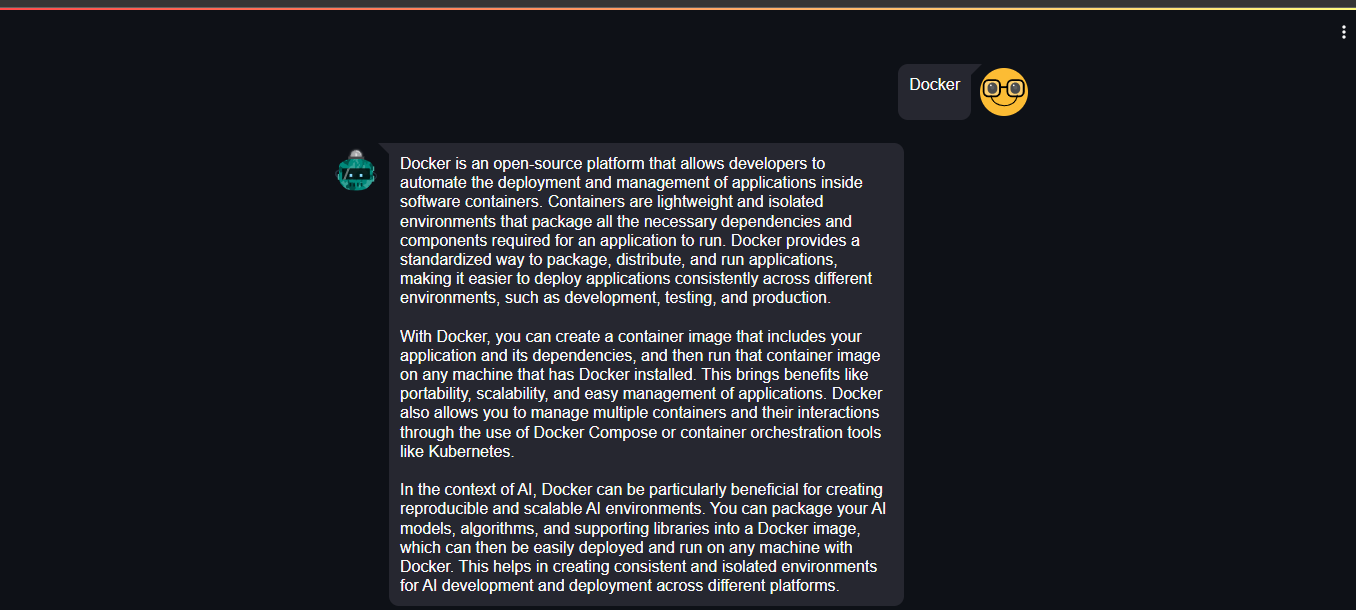 Docker
Docker is an open-source platform that allows developers to
automate the deployment and management of applications inside
software containers. Containers are lightweight and isolated
environments that package all the necessary dependencies and
components required for an application to run. Docker provides a
standardized way to package, distribute, and run applications,
making it easier to deploy applications consistently across different
environments, such as development, testing, and production.
With Docker, you can create a container image that includes your
application and its dependencies, and then run that container image
on any machine that has Docker installed. This brings benefits like
portability, scalability, and easy management of applications. Docker
also allows you to manage multiple containers and their interactions
through the use of Docker Compose or container orchestration tools
like Kubernetes.
In the context of AI, Docker can be particularly beneficial for creating
reproducible and scalable AI environments. You can package your AI
models, algorithms, and supporting libraries into a Docker image,
which can then be easily deployed and run on any machine with
Docker. This helps in creating consistent and isolated environments
for AI development and deployment across different platforms.